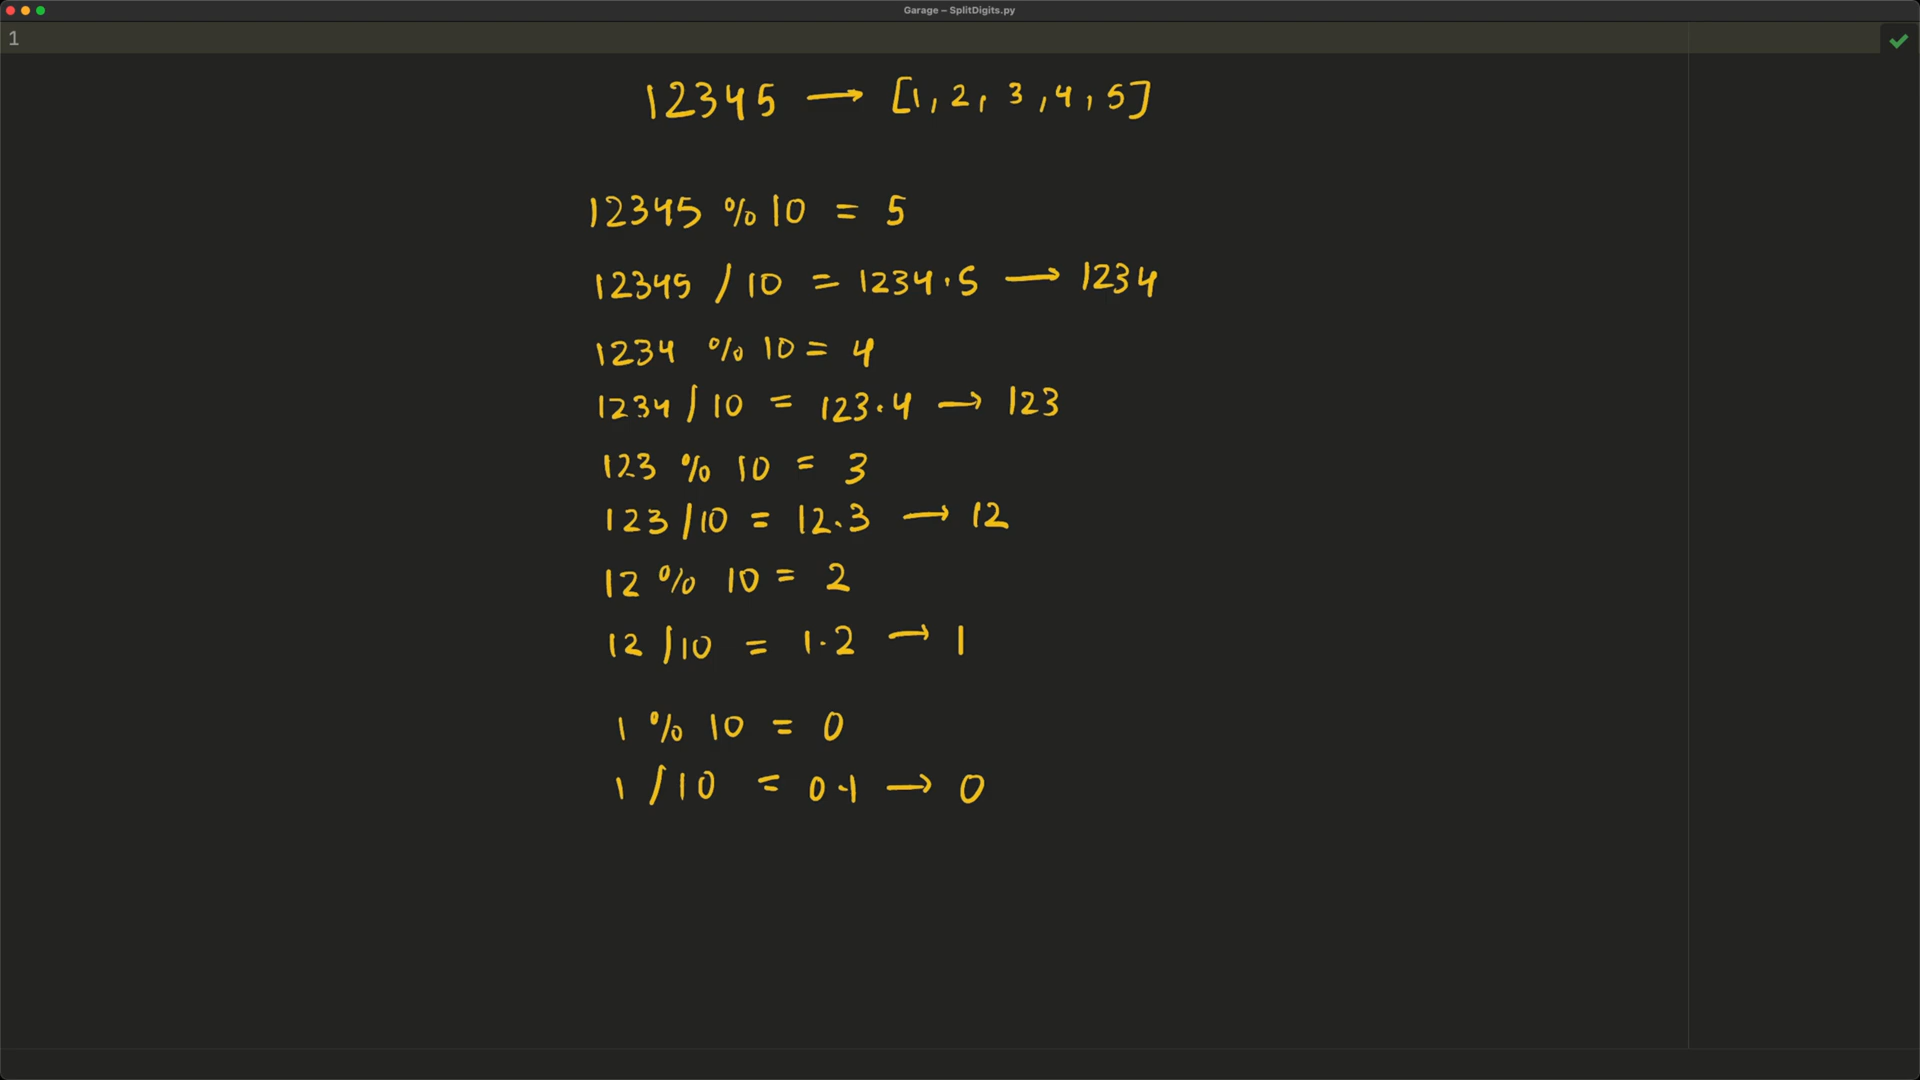 Garage – SplitDigits.py
1
12345 → [1, 2, 3, 4, 5]
12345 % 10 = 5
12345 / 10 = 1234.5 → 1234
1234 % 10 = 4
1234 / 10 = 123.4 → 123
123 % 10 = 3
123 / 10 = 12.3 → 12
12 % 10 = 2
12 / 10 = 1.2 → 1
1 % 10 = 0
1 / 10 = 0.1 → 0